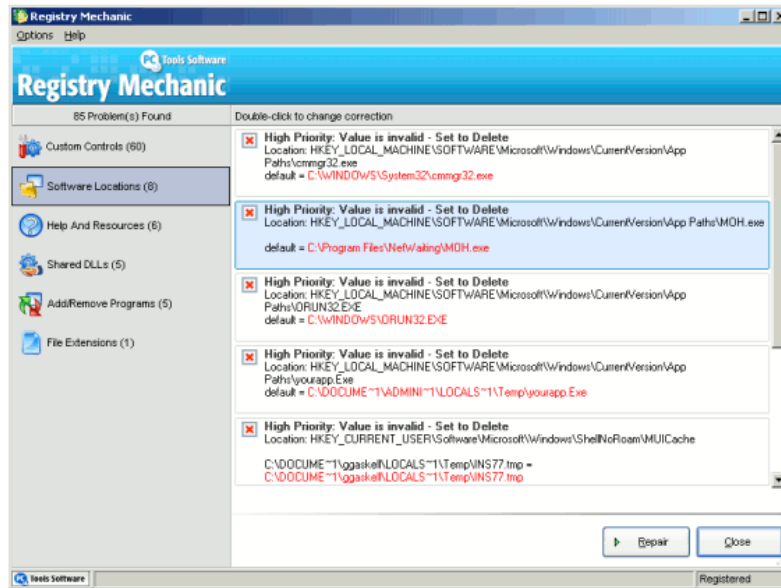 Registry Mechanic
Options Help
PC Tools Software
Registry Mechanic
85 Problem(s) Found
Double-click to change correction
Custom Controls (60)
Software Locations (8)
Help And Resources (6)
Shared DLLs (5)
Add/Remove Programs (5)
File Extensions (1)
High Priority: Value is invalid - Set to Delete
Location: HKEY_LOCAL_MACHINE\SOFTWARE\Microsoft\Windows\CurrentVersion\App
Paths\cmmgr32.exe
default = C:\WINDOWS\System32\cmmgr32.exe
High Priority: Value is invalid - Set to Delete
Location: HKEY_LOCAL_MACHINE\SOFTWARE\Microsoft\Windows\CurrentVersion\App Paths\MOH.exe
default = C:\Program Files\NetWaiting\MOH.exe
High Priority: Value is invalid - Set to Delete
Location: HKEY_LOCAL_MACHINE\SOFTWARE\Microsoft\Windows\CurrentVersion\App
Paths\ORUN32.EXE
default = C:\WINDOWS\ORUN32.EXE
High Priority: Value is invalid - Set to Delete
Location: HKEY_LOCAL_MACHINE\SOFTWARE\Microsoft\Windows\CurrentVersion\App
Paths\yourapp.Exe
default = C:\DOCUME~1\ADMINI~1\LOCALS~1\Temp\yourapp.Exe
High Priority: Value is invalid - Set to Delete
Location: HKEY_CURRENT_USER\Software\Microsoft\Windows\ShellNoRoam\MUICache
C:\DOCUME~1\ggaskell\LOCALS~1\Temp\INS77.tmp =
C:\DOCUME~1\ggaskell\LOCALS~1\Temp\INS77.tmp
Repair
Close
PC Tools Software
Registered